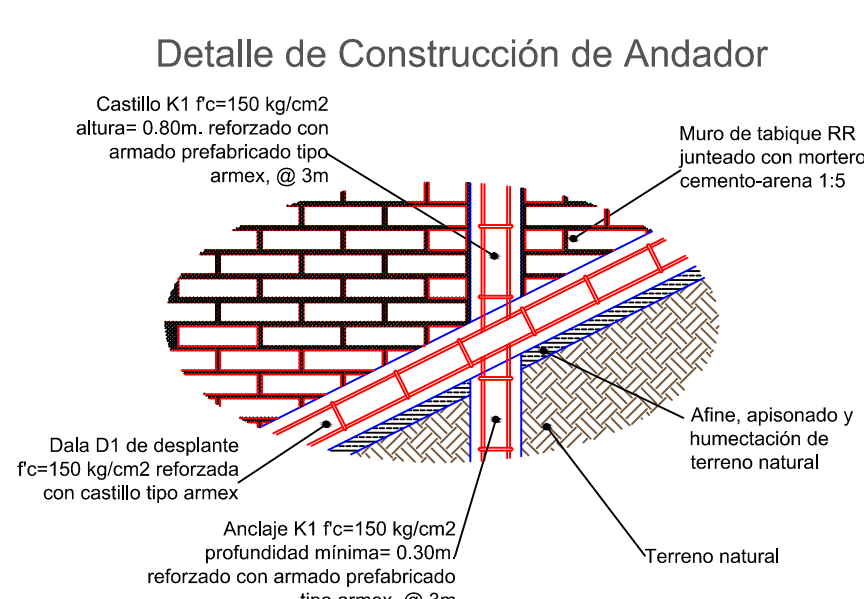 Detalle de Construcción de Andador
Castillo K1 f'c=150 kg/cm2
altura= 0.80m. reforzado con
armado prefabricado tipo
armex, @ 3m
Muro de tabique RR
junteado con mortero
cemento-arena 1:5
Afine, apisonado y
humectación de
terreno natural
Dala D1 de desplante
f'c=150 kg/cm2 reforzada
con castillo tipo armex
Anclaje K1 f'c=150 kg/cm2
profundidad mínima= 0.30m
reforzado con armado prefabricado
tipo armex, @ 3m
Terreno natural